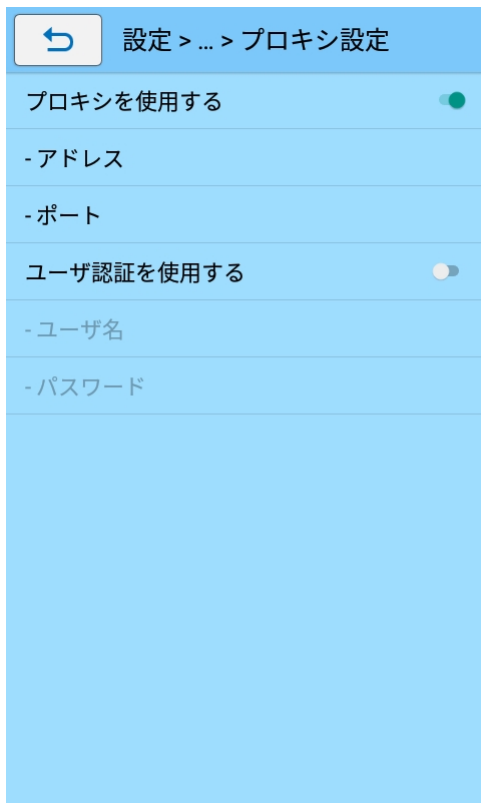 設定 > ... > プロキシ設定
プロキシを使用する
- アドレス
- ポート
ユーザ認証を使用する
- ユーザ名
- パスワード